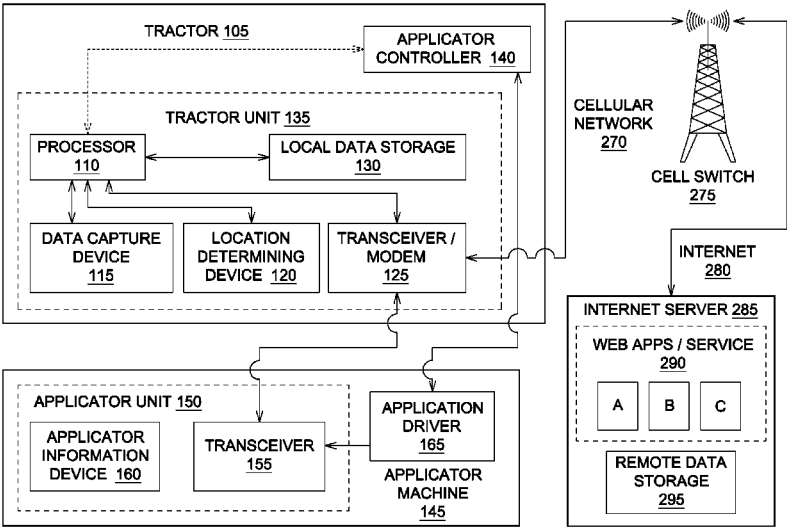 TRACTOR 105
APPLICATOR
CONTROLLER 140
TRACTOR UNIT 135
PROCESSOR
110
LOCAL DATA STORAGE
130
DATA CAPTURE
DEVICE
115
LOCATION
DETERMINING
DEVICE 120
TRANSCEIVER /
MODEM
125
CELLULAR
NETWORK
270
CELL SWITCH
275
INTERNET
280
INTERNET SERVER 285
WEB APPS / SERVICE
290
A
B
C
REMOTE DATA
STORAGE
295
APPLICATOR UNIT 150
APPLICATOR
INFORMATION
DEVICE 160
TRANSCEIVER
155
APPLICATION
DRIVER
165
APPLICATOR
MACHINE
145